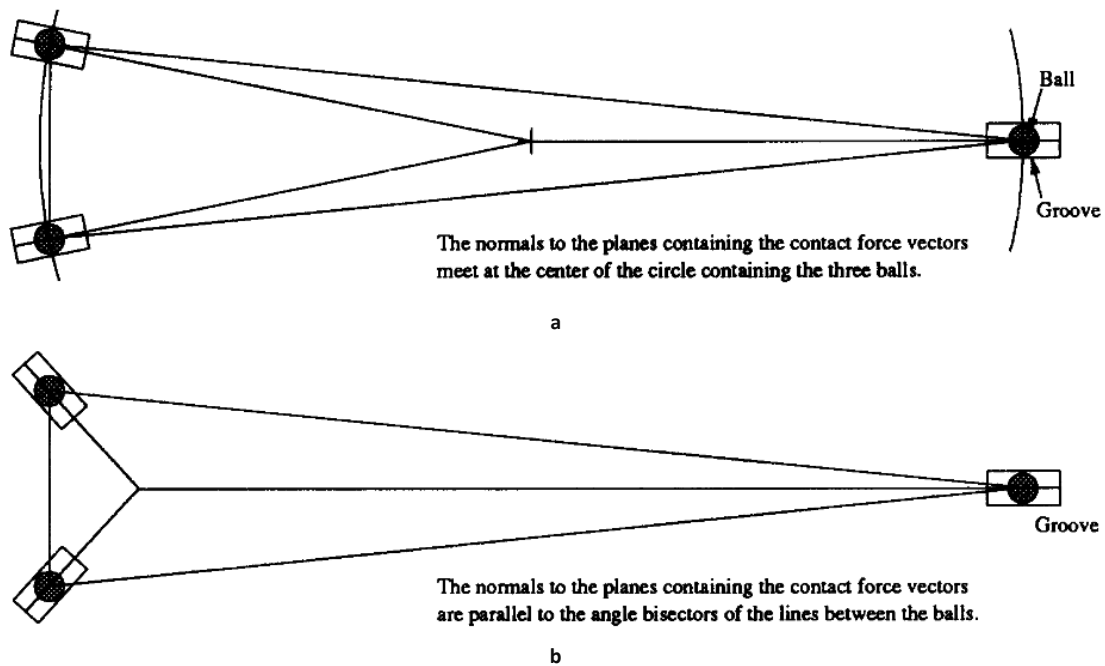 Ball
Groove
The normals to the planes containing the contact force vectors
meet at the center of the circle containing the three balls.
a
Groove
The normals to the planes containing the contact force vectors
are parallel to the angle bisectors of the lines between the balls.
b